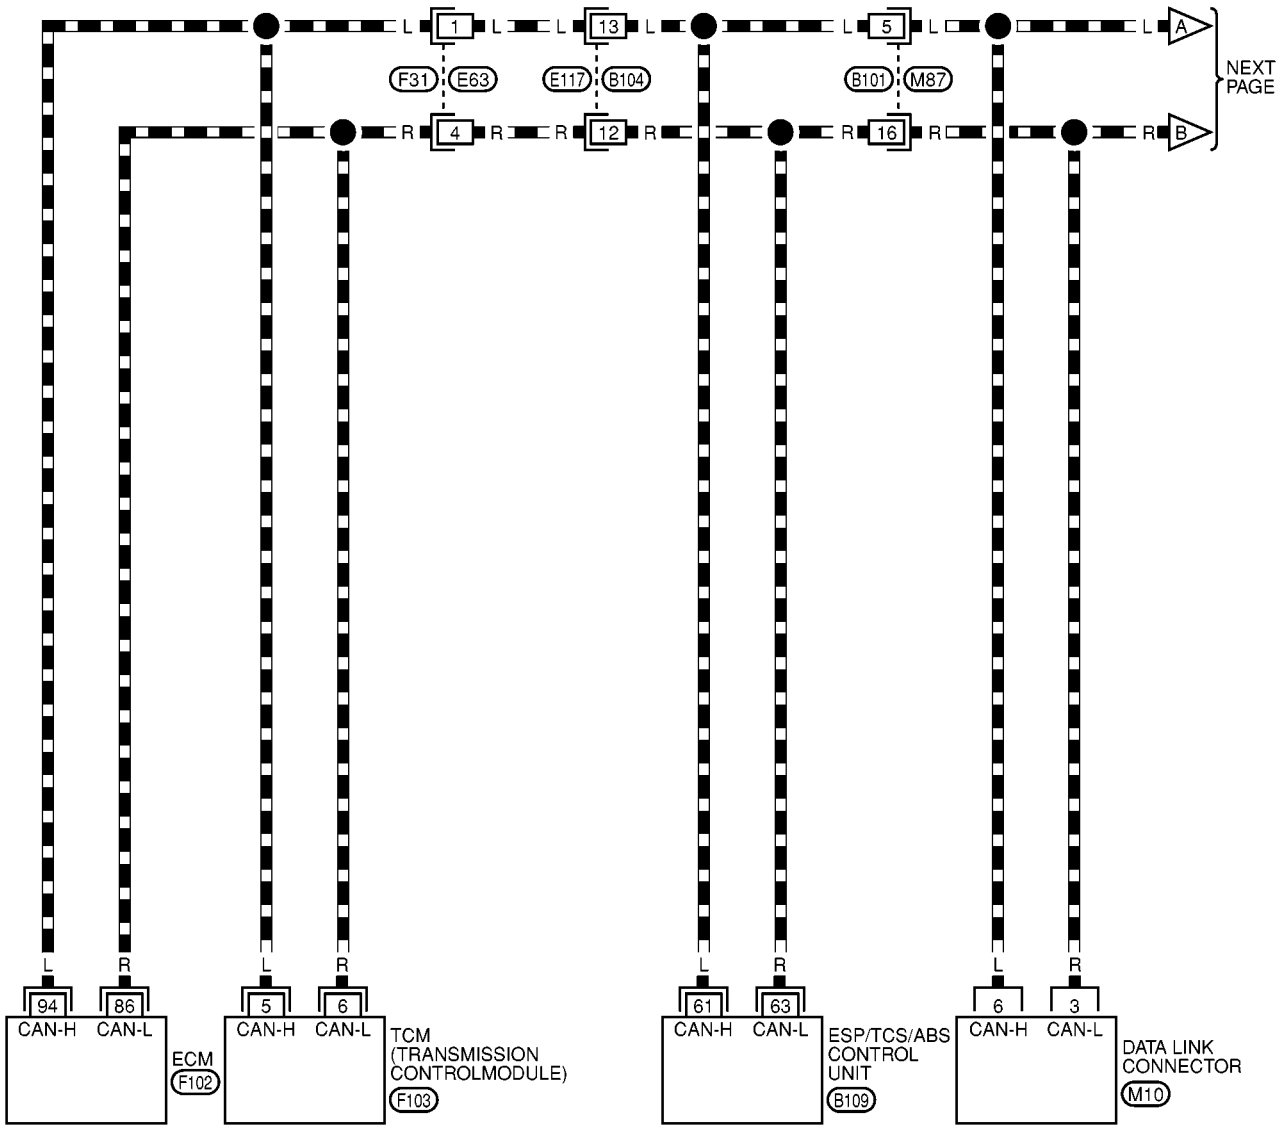 L 1 L L 13 L L 5 L L A
F31 E63 E117 B104 B101 M87
NEXT
PAGE
R 4 R R 12 R R 16 R R B
L R L R L R L R
94 86 5 6 61 63 6 3
CAN-H CAN-L CAN-H CAN-L CAN-H CAN-L CAN-H CAN-L
ECM
F102
TCM
(TRANSMISSION
CONTROLMODULE)
F103
ESP/TCS/ABS
CONTROL
UNIT
B109
DATA LINK
CONNECTOR
M10